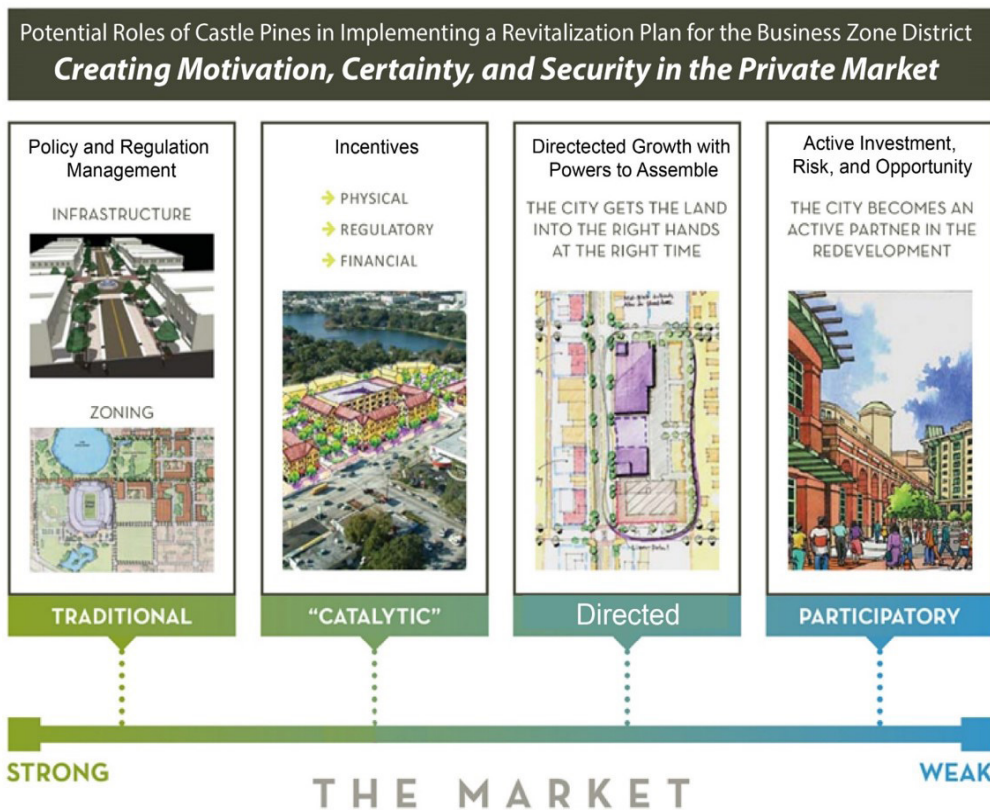 Potential Roles of Castle Pines in Implementing a Revitalization Plan for the Business Zone District
Creating Motivation, Certainty, and Security in the Private Market
Policy and Regulation
Management
INFRASTRUCTURE
ZONING
TRADITIONAL
Incentives
→ PHYSICAL
→ REGULATORY
→ FINANCIAL
“CATALYTIC”
Directected Growth with
Powers to Assemble
THE CITY GETS THE LAND
INTO THE RIGHT HANDS
AT THE RIGHT TIME
Directed
Active Investment,
Risk, and Opportunity
THE CITY BECOMES AN
ACTIVE PARTNER IN THE
REDEVELOPMENT
PARTICIPATORY
STRONG
WEAK
THE MARKET